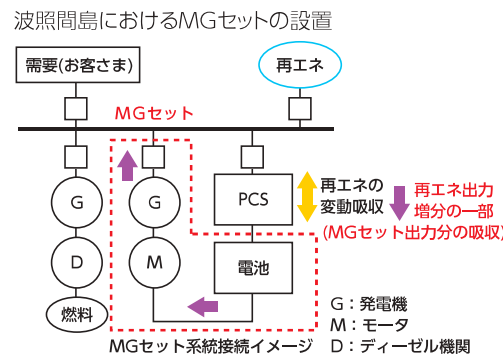 波照間島におけるMGセットの設置
需要(お客さま)
再エネ
MGセット
G
G
PCS
再エネの
変動吸収
再エネ出力
増分の一部
(MGセット出力分の吸収)
D
M
電池
燃料
G：発電機
M：モータ
D：ディーゼル機関
MGセット系統接続イメージ